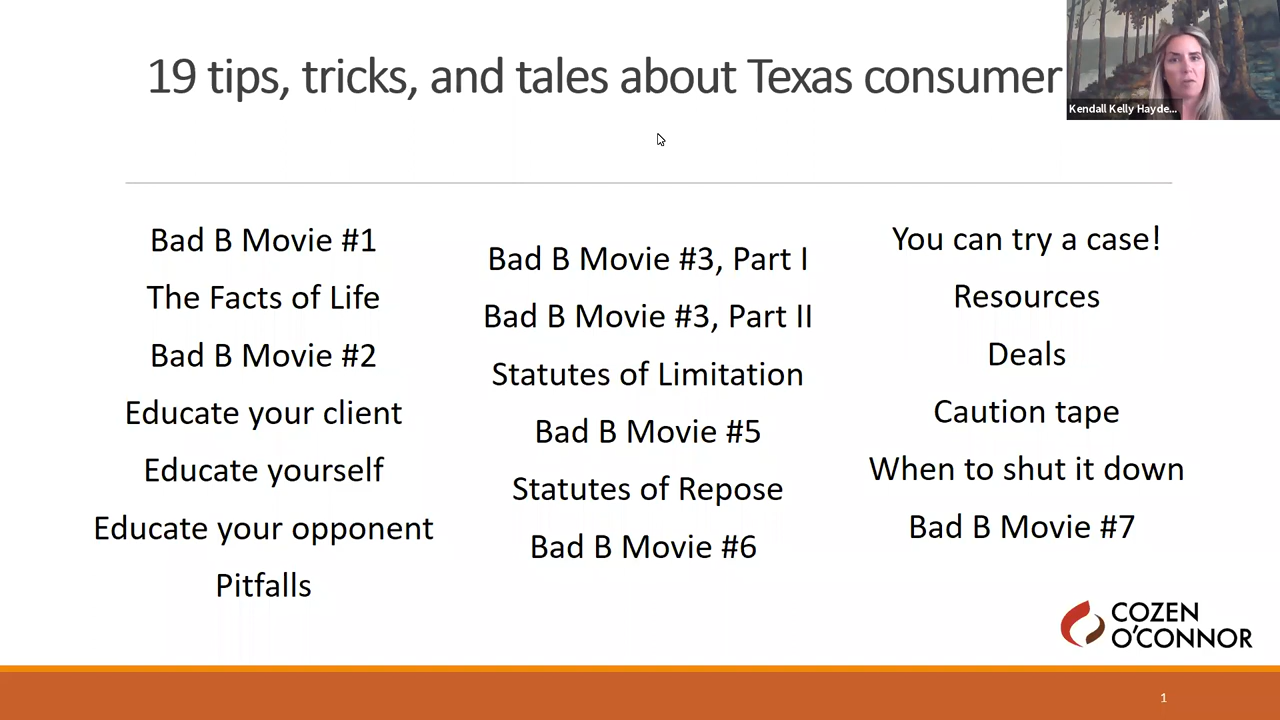 19 tips, tricks, and tales about Texas consumer
Kendall Kelly Hayde...
Bad B Movie #1
The Facts of Life
Bad B Movie #2
Educate your client
Educate yourself
Educate your opponent
Pitfalls
Bad B Movie #3, Part I
Bad B Movie #3, Part II
Statutes of Limitation
Bad B Movie #5
Statutes of Repose
Bad B Movie #6
You can try a case!
Resources
Deals
Caution tape
When to shut it down
Bad B Movie #7
COZEN
O'CONNOR
1